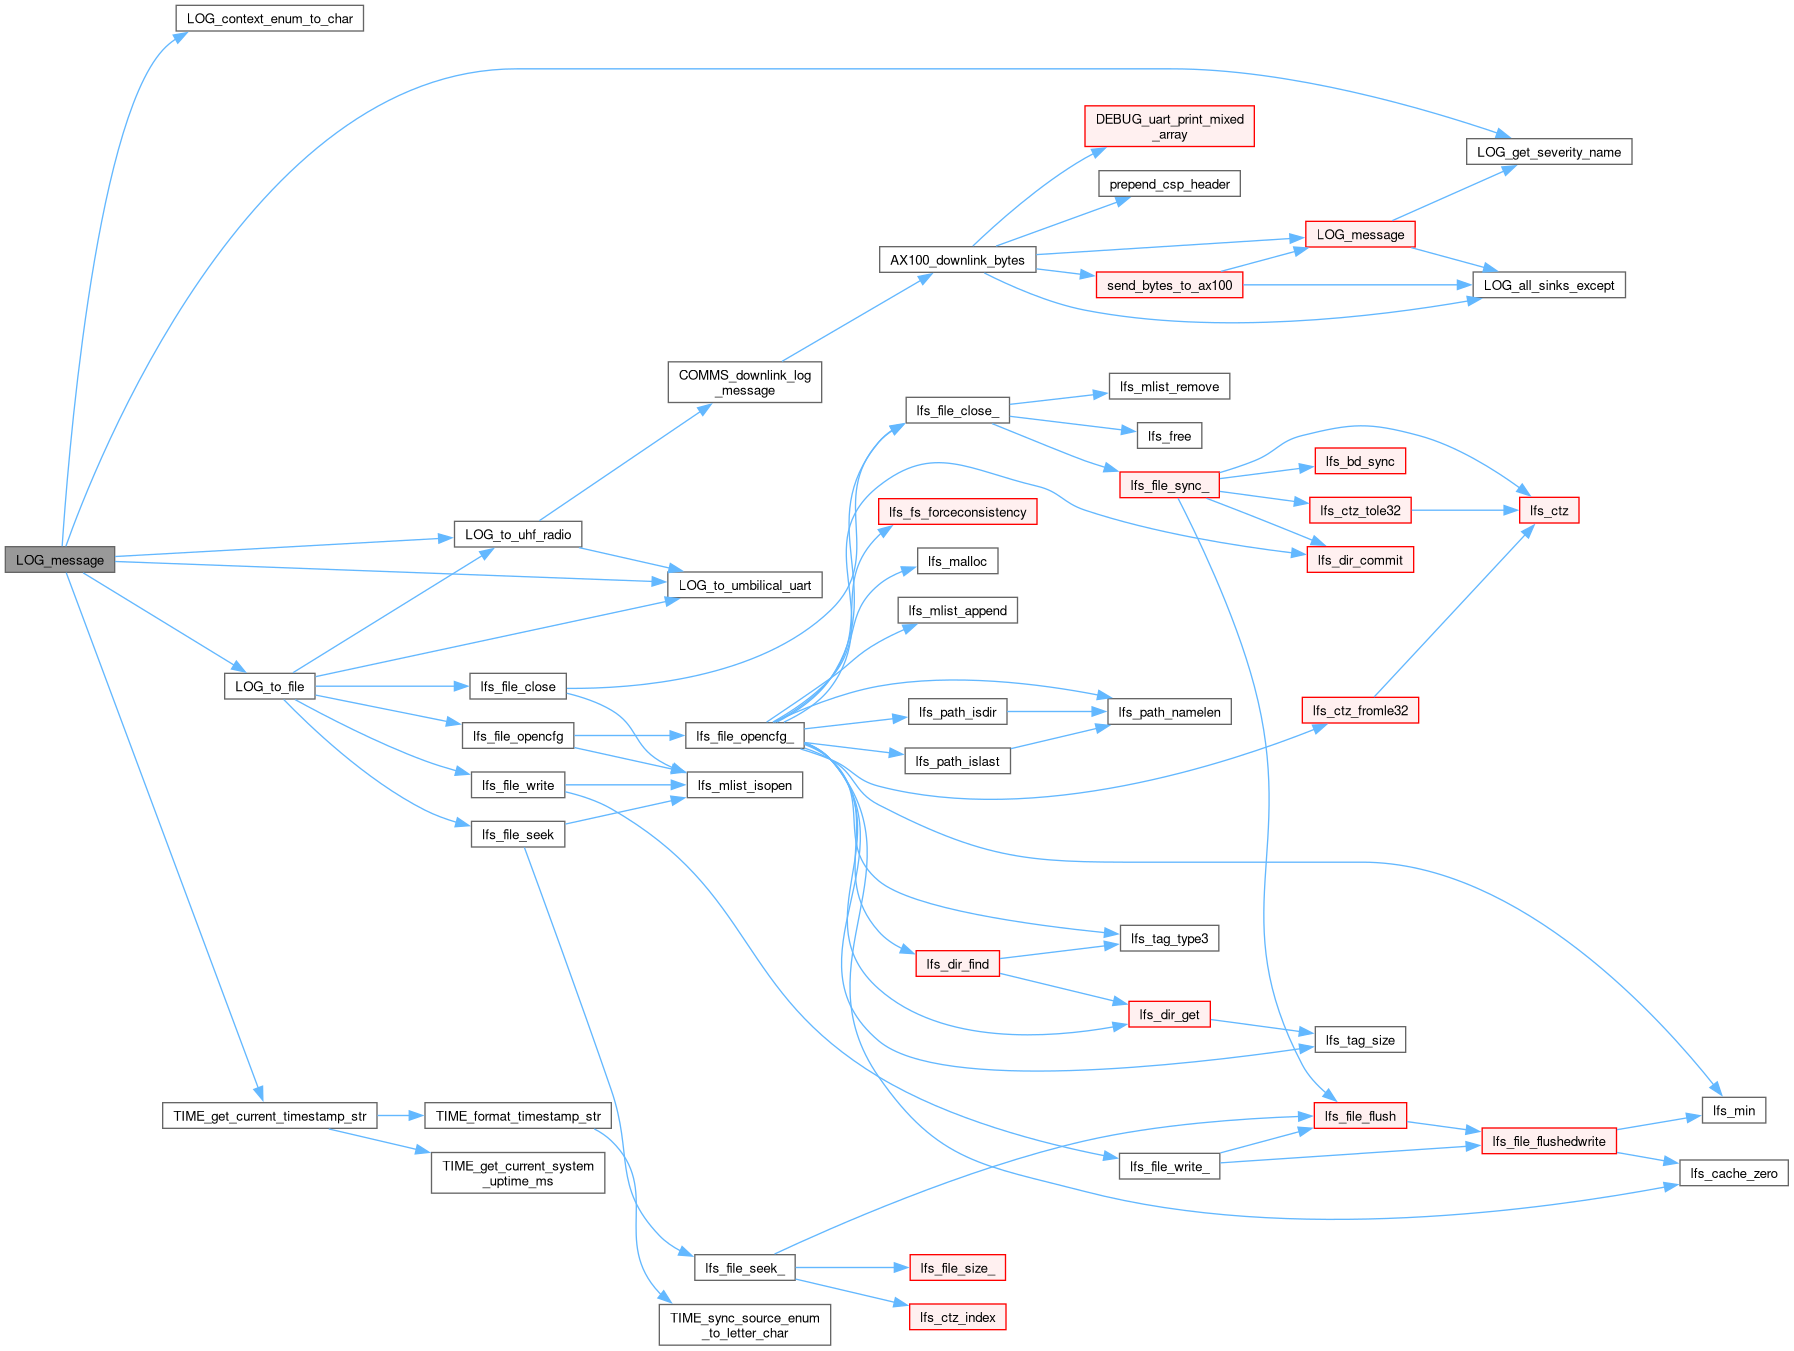 LOG_context_enum_to_char
DEBUG_uart_print_mixed
_array
LOG_get_severity_name
prepend_csp_header
LOG_message
AX100_downlink_bytes
send_bytes_to_ax100
LOG_all_sinks_except
COMMS_downlink_log
_message
lfs_mlist_remove
lfs_file_close_
lfs_free
lfs_bd_sync
lfs_file_sync_
lfs_fs_forceconsistency
lfs_ctz_tole32
lfs_ctz
LOG_to_uhf_radio
LOG_message
lfs_malloc
lfs_dir_commit
LOG_to_umbilical_uart
lfs_mlist_append
LOG_to_file
lfs_file_close
lfs_path_isdir
lfs_path_namelen
lfs_ctz_fromle32
lfs_file_opencfg
lfs_file_opencfg_
lfs_path_islast
lfs_file_write
lfs_mlist_isopen
lfs_file_seek
lfs_tag_type3
lfs_dir_find
lfs_dir_get
lfs_tag_size
TIME_get_current_timestamp_str
TIME_format_timestamp_str
lfs_file_flush
lfs_min
lfs_file_flushedwrite
TIME_get_current_system
_uptime_ms
lfs_file_write_
lfs_cache_zero
lfs_file_seek_
lfs_file_size_
TIME_sync_source_enum
_to_letter_char
lfs_ctz_index